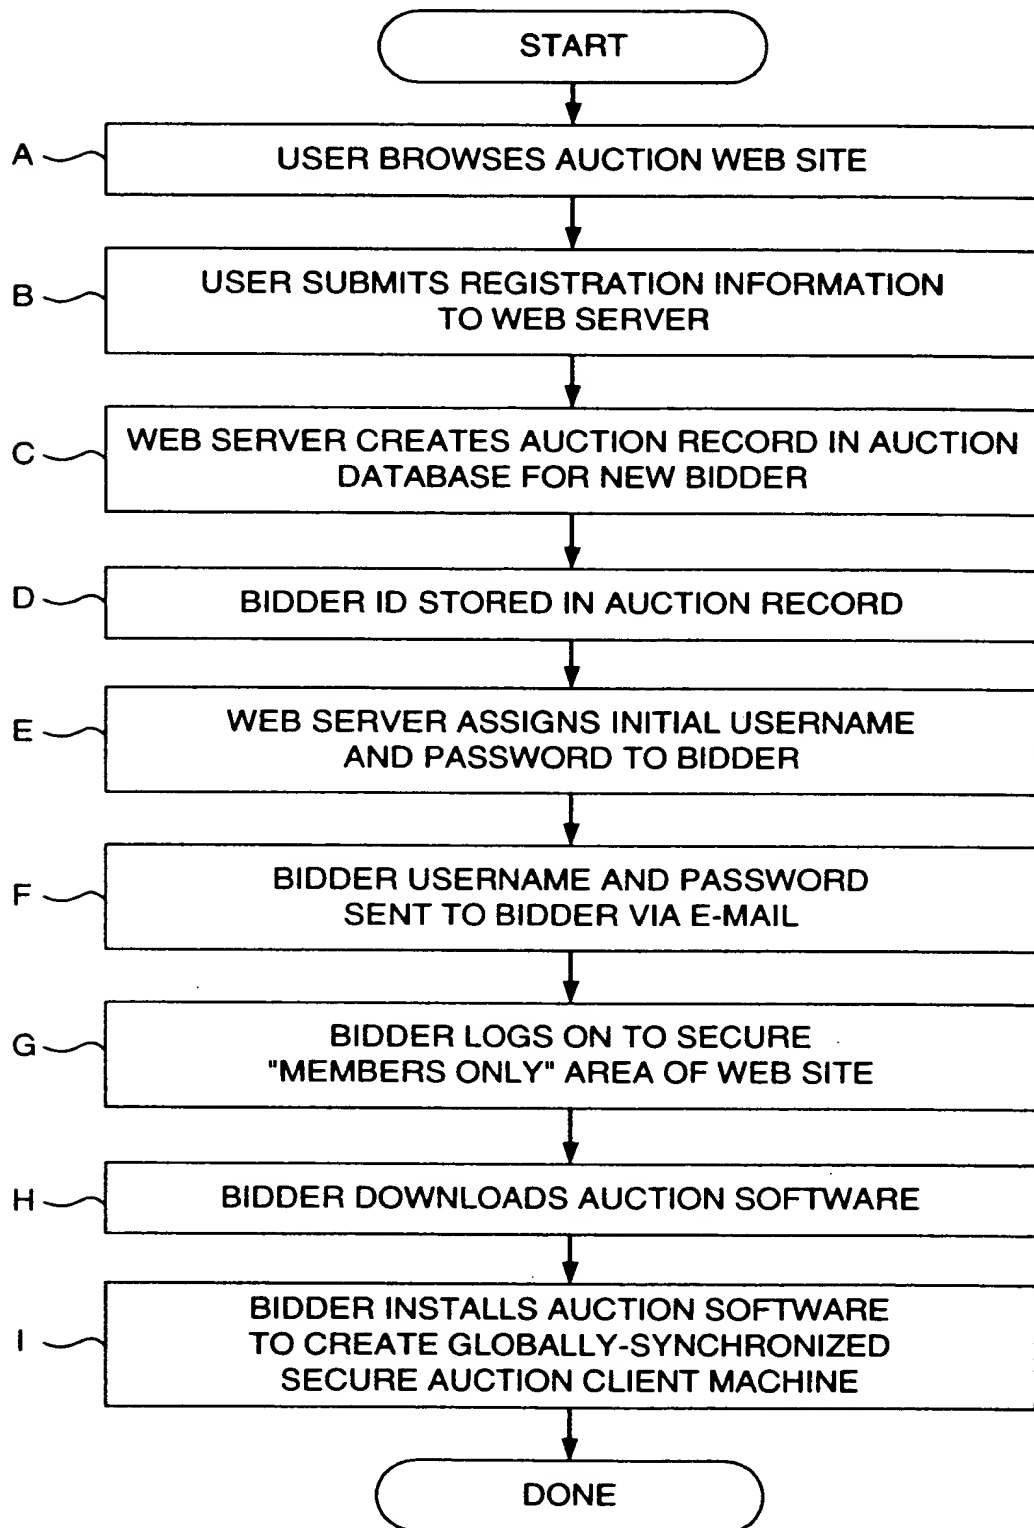 START
A
USER BROWSES AUCTION WEB SITE
B
USER SUBMITS REGISTRATION INFORMATION
TO WEB SERVER
C
WEB SERVER CREATES AUCTION RECORD IN AUCTION
DATABASE FOR NEW BIDDER
D
BIDDER ID STORED IN AUCTION RECORD
E
WEB SERVER ASSIGNS INITIAL USERNAME
AND PASSWORD TO BIDDER
F
BIDDER USERNAME AND PASSWORD
SENT TO BIDDER VIA E-MAIL
G
BIDDER LOGS ON TO SECURE
"MEMBERS ONLY" AREA OF WEB SITE
H
BIDDER DOWNLOADS AUCTION SOFTWARE
I
BIDDER INSTALLS AUCTION SOFTWARE
TO CREATE GLOBALLY-SYNCHRONIZED
SECURE AUCTION CLIENT MACHINE
DONE